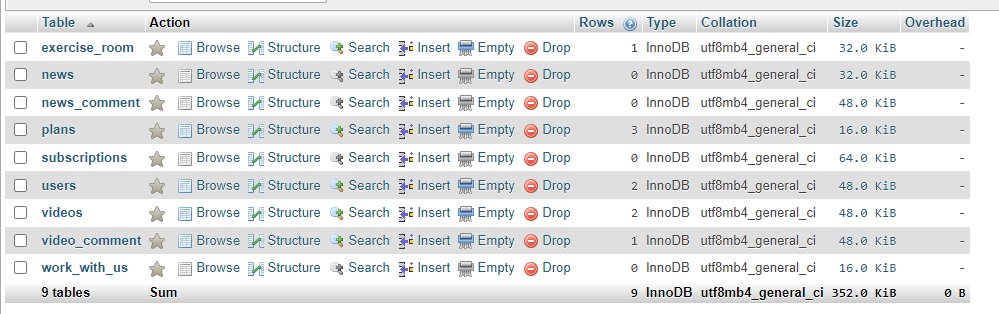 Table Action Rows Type Collation Size Overhead
exercise_room Browse Structure Search Insert Empty Drop 1 InnoDB utf8mb4_general_ci 32.0 KiB -
news Browse Structure Search Insert Empty Drop 0 InnoDB utf8mb4_general_ci 32.0 KiB -
news_comment Browse Structure Search Insert Empty Drop 0 InnoDB utf8mb4_general_ci 48.0 KiB -
plans Browse Structure Search Insert Empty Drop 3 InnoDB utf8mb4_general_ci 16.0 KiB -
subscriptions Browse Structure Search Insert Empty Drop 0 InnoDB utf8mb4_general_ci 64.0 KiB -
users Browse Structure Search Insert Empty Drop 2 InnoDB utf8mb4_general_ci 48.0 KiB -
videos Browse Structure Search Insert Empty Drop 2 InnoDB utf8mb4_general_ci 48.0 KiB -
video_comment Browse Structure Search Insert Empty Drop 1 InnoDB utf8mb4_general_ci 48.0 KiB -
work_with_us Browse Structure Search Insert Empty Drop 0 InnoDB utf8mb4_general_ci 16.0 KiB -
9 tables Sum 9 InnoDB utf8mb4_general_ci 352.0 KiB 0 B